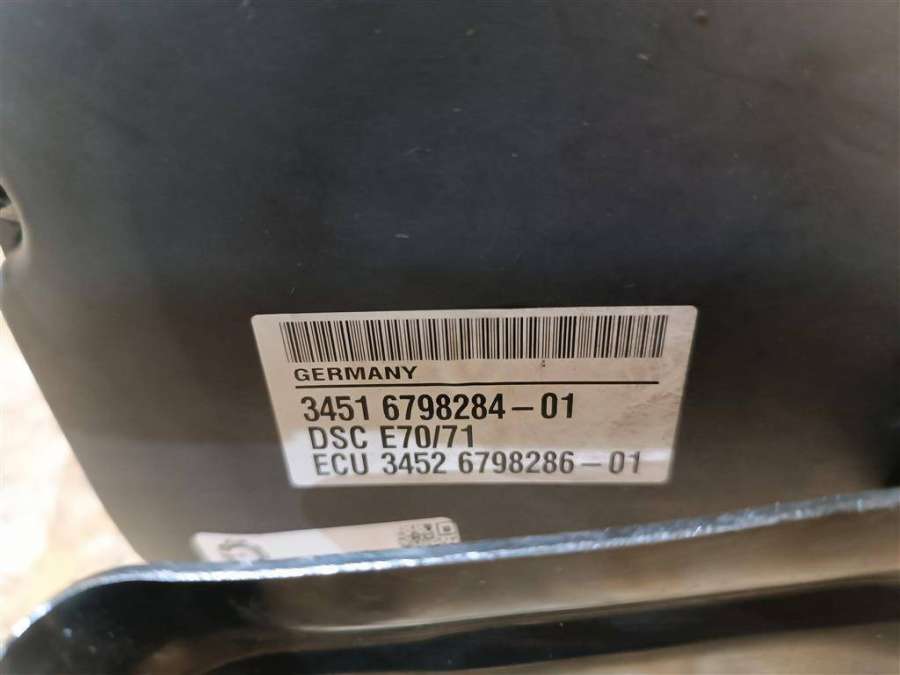 GERMANY
3451 6798284-01
DSC E70/71
ECU 3452 6798286-01